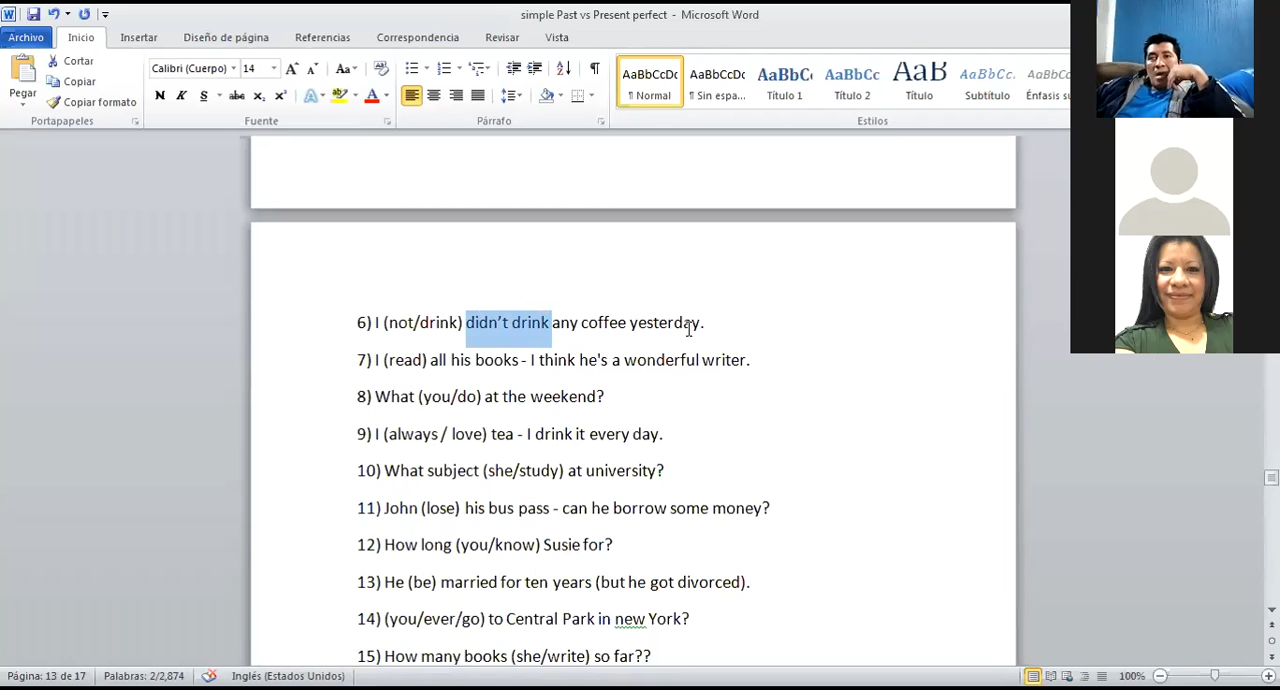 simple Past vs Present perfect - Microsoft Word
Archivo Inicio Insertar Diseño de página Referencias Correspondencia Revisar Vista
Pegar
Cortar
Copiar
Copiar formato
Portapapeles
Calibri (Cuerpo) 14
N K S abc x₂ x²
Fuente
Párrafo
AaBbCcDc AaBbCcDc AaBbC AaBbCc AaB AaBbCc. AaBbCc
¶ Normal ¶ Sin espa... Título 1 Título 2 Título Subtítulo Énfasis su
Estilos
6) I (not/drink) didn’t drink any coffee yesterday.
7) I (read) all his books - I think he's a wonderful writer.
8) What (you/do) at the weekend?
9) I (always / love) tea - I drink it every day.
10) What subject (she/study) at university?
11) John (lose) his bus pass - can he borrow some money?
12) How long (you/know) Susie for?
13) He (be) married for ten years (but he got divorced).
14) (you/ever/go) to Central Park in new York?
15) How many books (she/write) so far??
Página: 13 de 17 Palabras: 2/2,874 Inglés (Estados Unidos) 100%